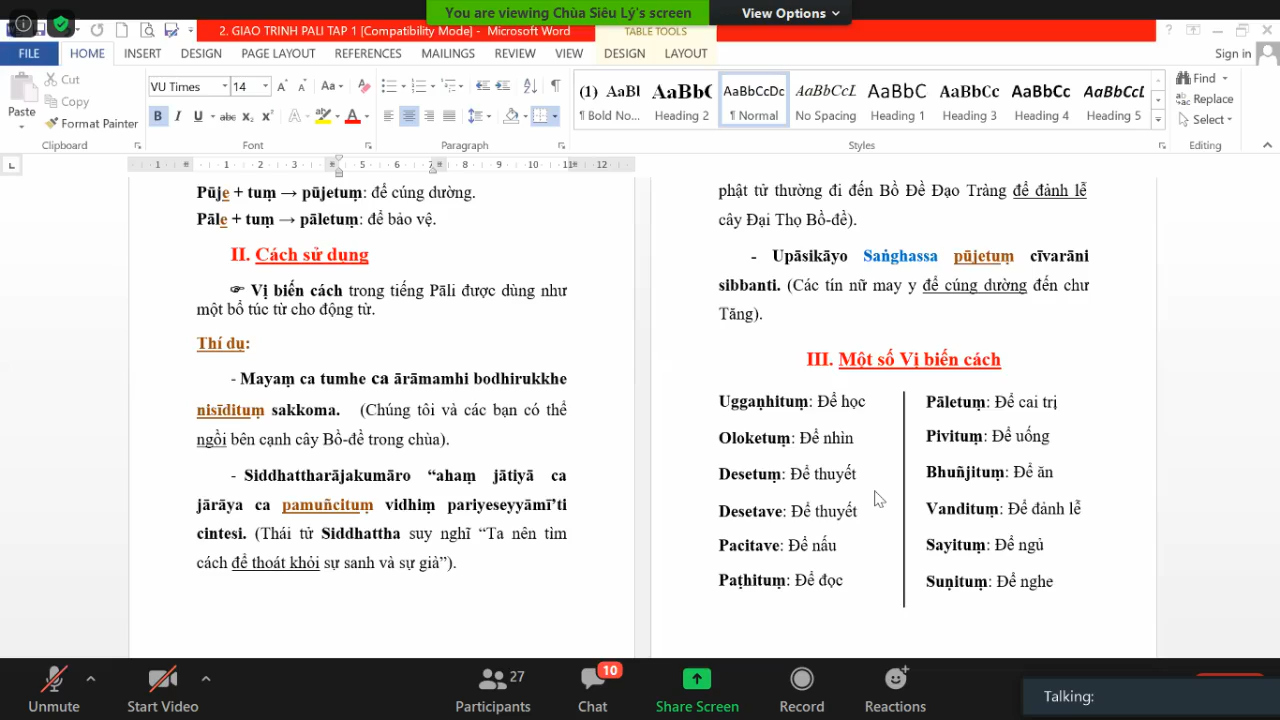 You are viewing Chùa Siêu Lý's screen
View Options
2. GIAO TRINH PALI TAP 1 [Compatibility Mode] - Microsoft Word
TABLE TOOLS
FILE HOME INSERT DESIGN PAGE LAYOUT REFERENCES MAILINGS REVIEW VIEW DESIGN LAYOUT Sign in
Paste
Cut
Copy
Format Painter
Clipboard
VU Times 14
Font
Paragraph
(1) AaBl AaBbC AaBbCcDc AaBbCcL AaBbC AaBbCc AaBbCc AaBbCcL
¶ Bold No... Heading 2 ¶ Normal No Spacing Heading 1 Heading 3 Heading 4 Heading 5
Styles
Find
Replace
Select
Editing
Pūje + tuṃ → pūjetuṃ: để cúng dường.
Pāle + tuṃ → pāletuṃ: để bảo vệ.
II. Cách sử dụng
☞ Vị biến cách trong tiếng Pāli được dùng như
một bổ túc từ cho động từ.
Thí dụ:
- Mayaṃ ca tumhe ca ārāmamhi bodhirukkhe
nisīdituṃ sakkoma. (Chúng tôi và các bạn có thể
ngồi bên cạnh cây Bồ-đề trong chùa).
- Siddhattharājakumāro “ahaṃ jātiyā ca
jārāya ca pamuñcituṃ vidhiṃ pariyeseyyāmī’ti
cintesi. (Thái tử Siddhattha suy nghĩ “Ta nên tìm
cách để thoát khỏi sự sanh và sự già”).
phật tử thường đi đến Bồ Đề Đạo Tràng để đảnh lễ
cây Đại Thọ Bồ-đề).
- Upāsikāyo Saṅghassa pūjetuṃ cīvarāni
sibbanti. (Các tín nữ may y để cúng dường đến chư
Tăng).
III. Một số Vị biến cách
Uggaṇhituṃ: Để học
Oloketuṃ: Để nhìn
Desetuṃ: Để thuyết
Desetave: Để thuyết
Pacitave: Để nấu
Paṭhituṃ: Để đọc
Pāletuṃ: Để cai trị
Pivituṃ: Để uống
Bhuñjituṃ: Để ăn
Vandituṃ: Để đảnh lễ
Sayituṃ: Để ngủ
Suṇituṃ: Để nghe
Unmute
Start Video
Participants 27
Chat 10
Share Screen
Record
Reactions
Talking: